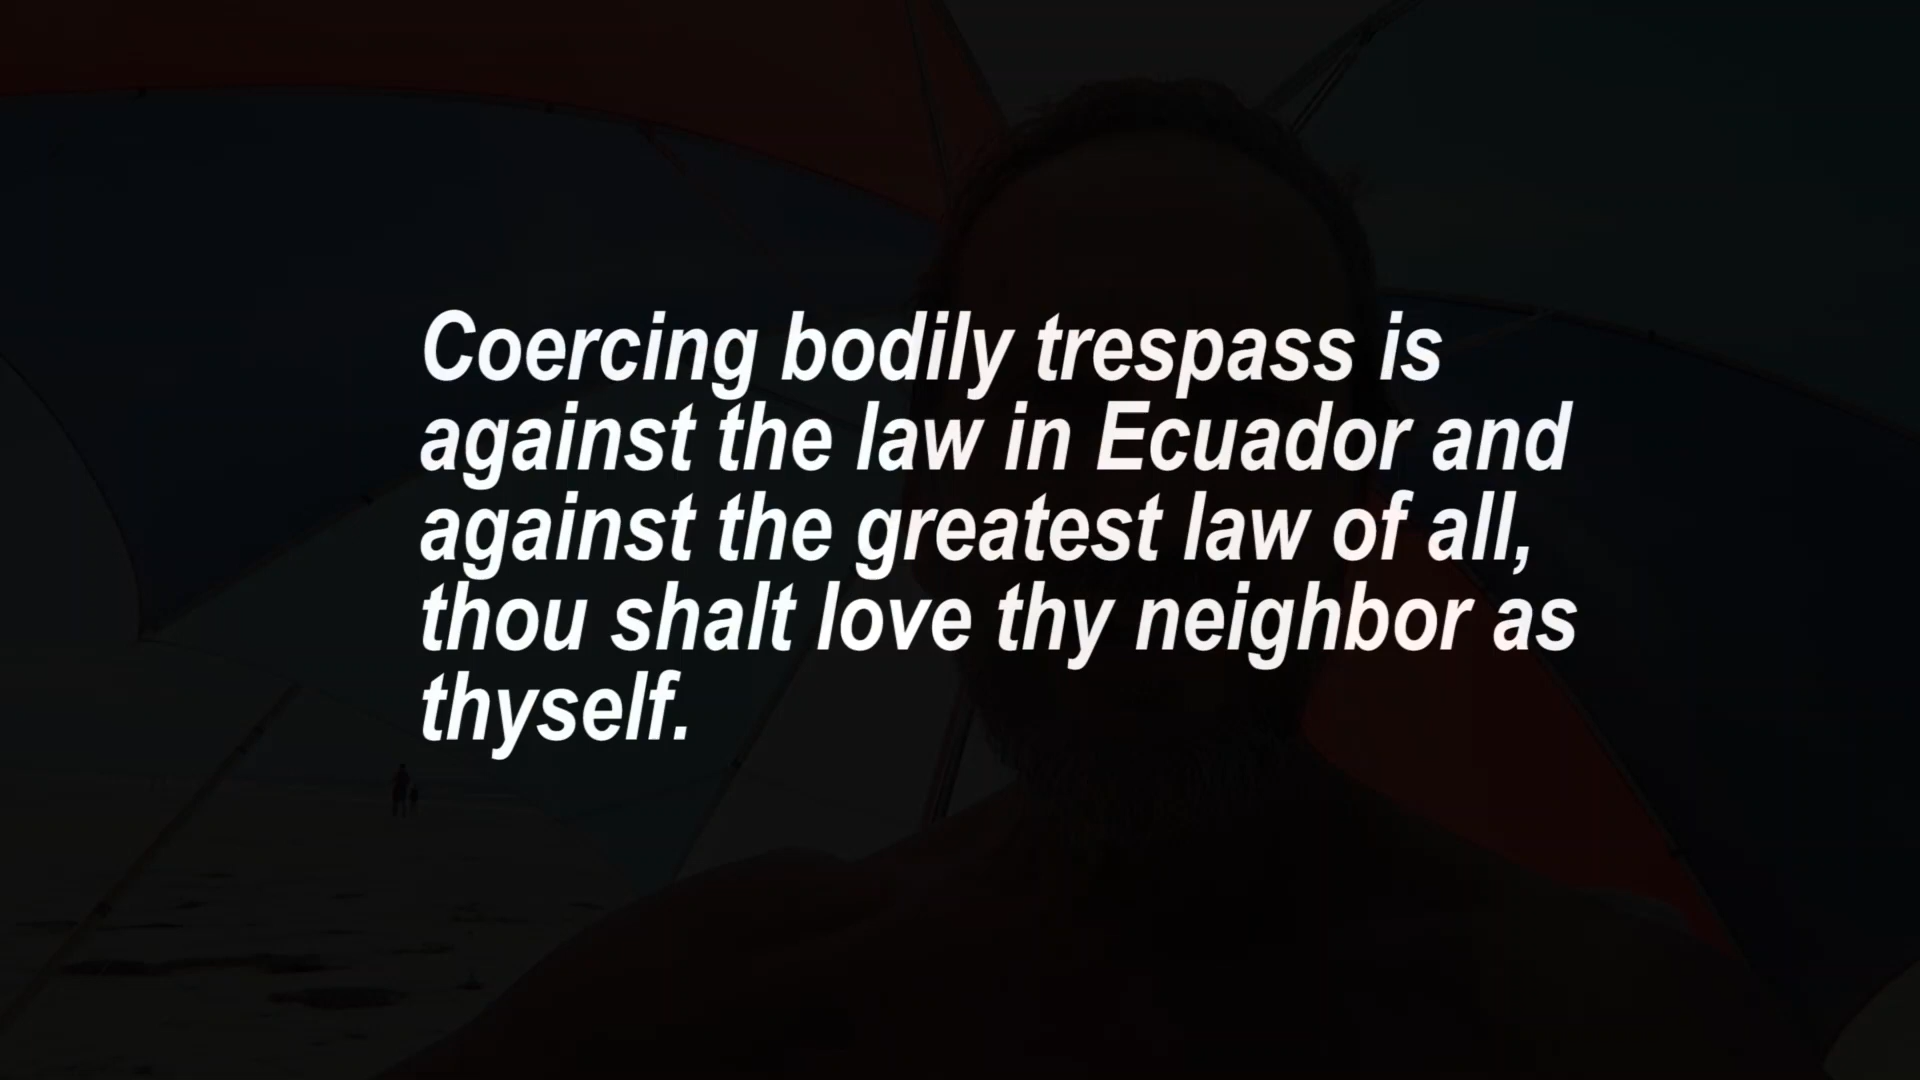 Coercing bodily trespass is
against the law in Ecuador and
against the greatest law of all,
thou shalt love thy neighbor as
thyself.